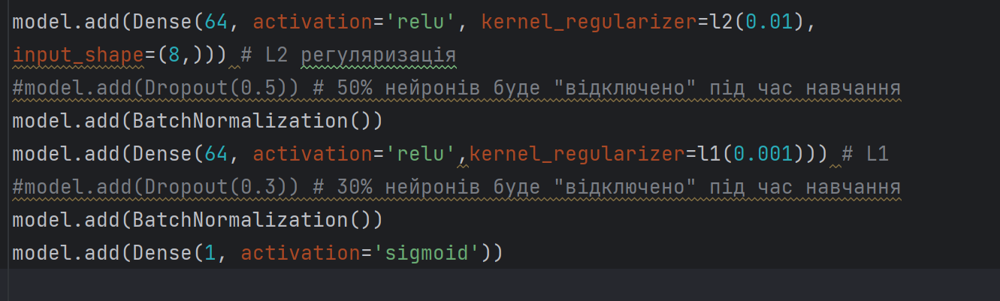 model.add(Dense(64, activation='relu', kernel_regularizer=l2(0.01),
input_shape=(8,))) # L2 регуляризація
#model.add(Dropout(0.5)) # 50% нейронів буде "відключено" під час навчання
model.add(BatchNormalization())
model.add(Dense(64, activation='relu',kernel_regularizer=l1(0.001))) # L1
#model.add(Dropout(0.3)) # 30% нейронів буде "відключено" під час навчання
model.add(BatchNormalization())
model.add(Dense(1, activation='sigmoid'))